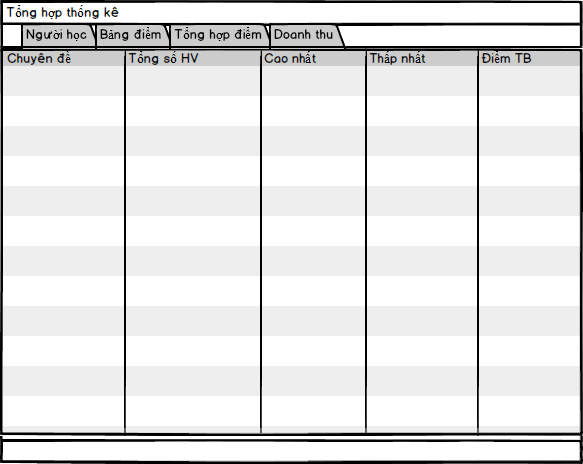 Tổng hợp thống kê
Người học Bảng điểm Tổng hợp điểm Doanh thu
Chuyên đề Tổng số HV Cao nhất Thấp nhất Điểm TB